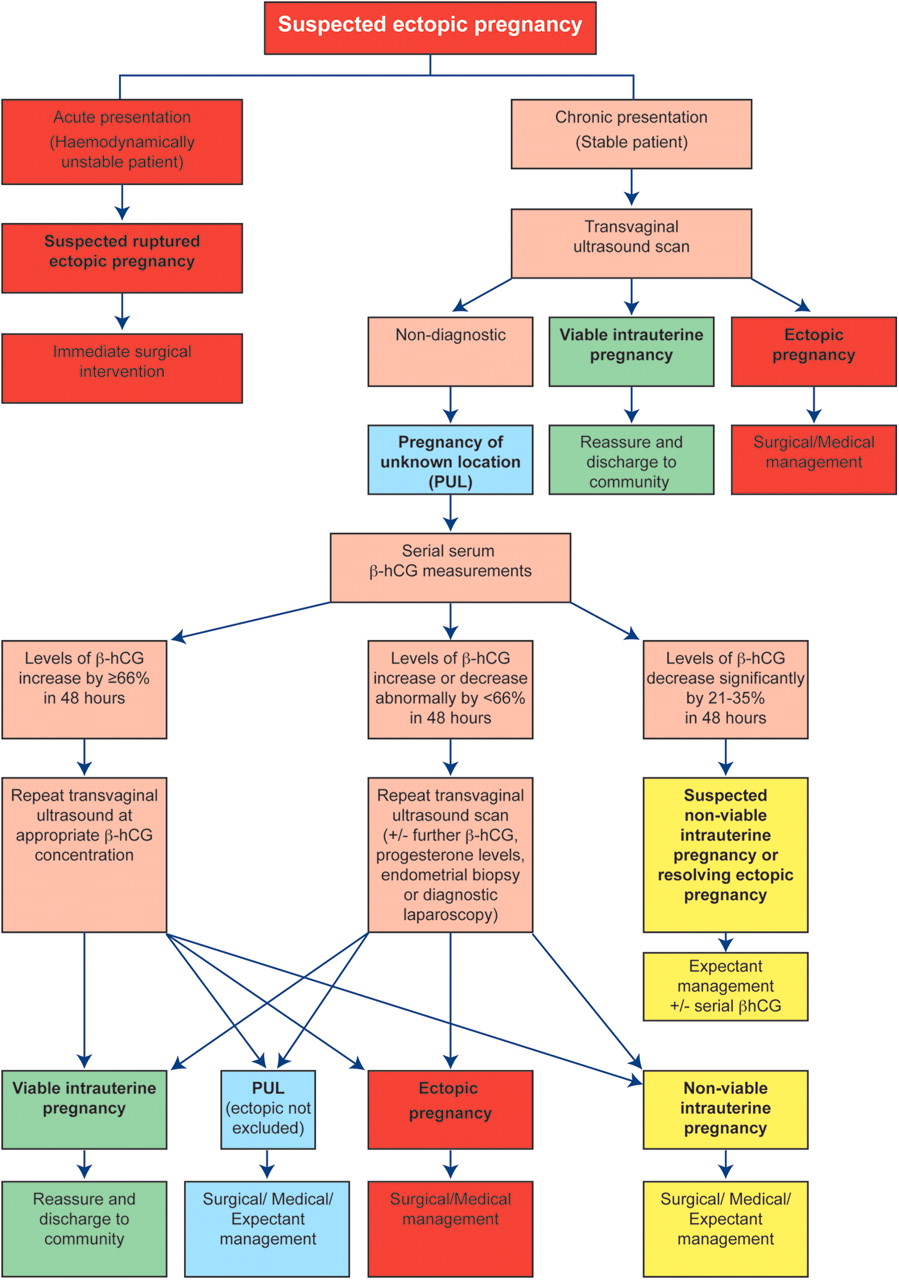 Suspected ectopic pregnancy
Acute presentation
(Haemodynamically
unstable patient)
Chronic presentation
(Stable patient)
Suspected ruptured
ectopic pregnancy
Transvaginal
ultrasound scan
Immediate surgical
intervention
Non-diagnostic
Viable intrauterine
pregnancy
Ectopic
pregnancy
Pregnancy of
unknown location
(PUL)
Reassure and
discharge to
community
Surgical/Medical
management
Serial serum
β-hCG measurements
Levels of β-hCG
increase by ≥66%
in 48 hours
Levels of β-hCG
increase or decrease
abnormally by <66%
in 48 hours
Levels of β-hCG
decrease significantly
by 21-35%
in 48 hours
Repeat transvaginal
ultrasound at
appropriate β-hCG
concentration
Repeat transvaginal
ultrasound scan
(+/- further β-hCG,
progesterone levels,
endometrial biopsy
or diagnostic
laparoscopy)
Suspected
non-viable
intrauterine
pregnancy or
resolving ectopic
pregnancy
Expectant
management
+/- serial βhCG
Viable intrauterine
pregnancy
PUL
(ectopic not
excluded)
Ectopic
pregnancy
Non-viable
intrauterine
pregnancy
Reassure and
discharge to
community
Surgical/ Medical/
Expectant
management
Surgical/Medical
management
Surgical/ Medical/
Expectant
management